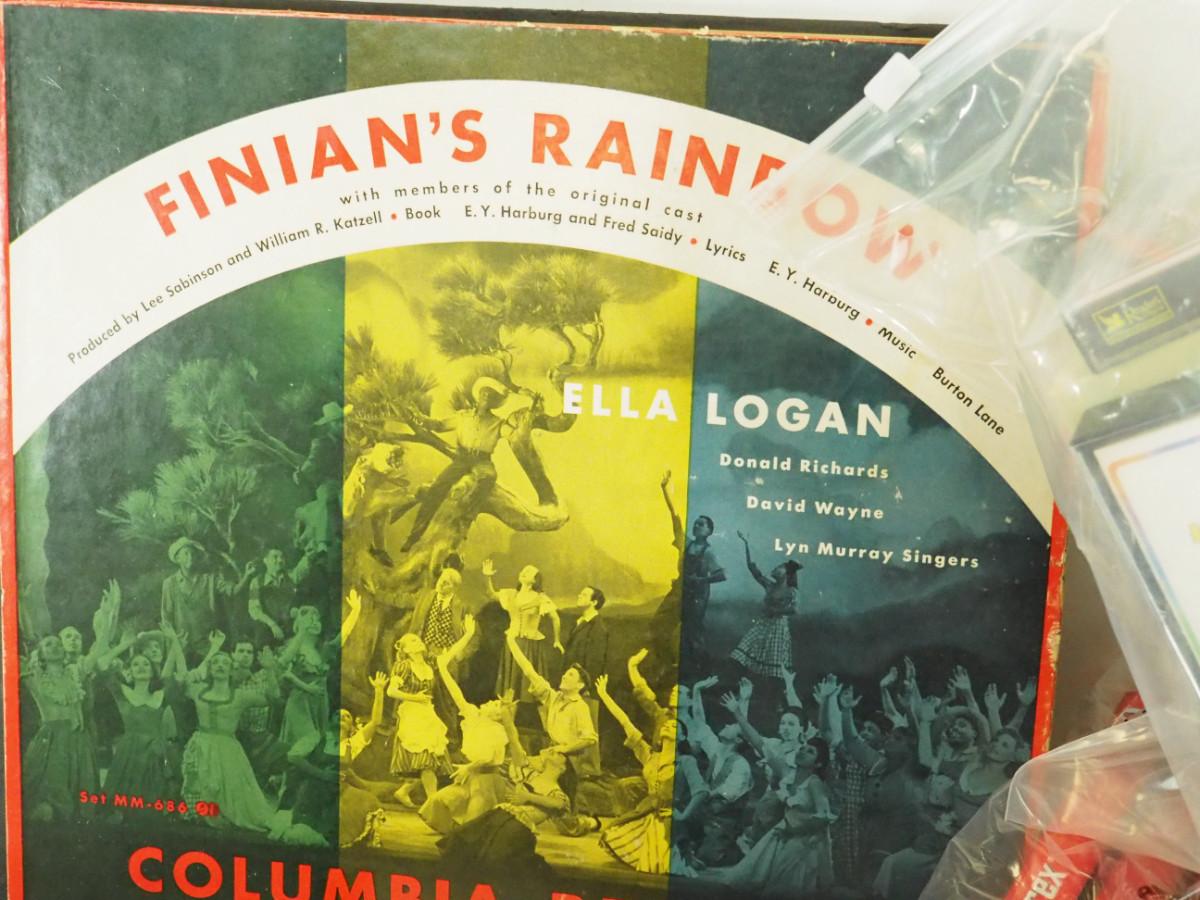 FINIAN'S RAINBOW
with members of the original cast
Produced by Lee Sabinson and William R. Katzell • Book E. Y. Harburg and Fred Saidy • Lyrics E. Y. Harburg • Music Burton Lane
ELLA LOGAN
Donald Richards
David Wayne
Lyn Murray Singers
Set MM-686
COLUMBIA